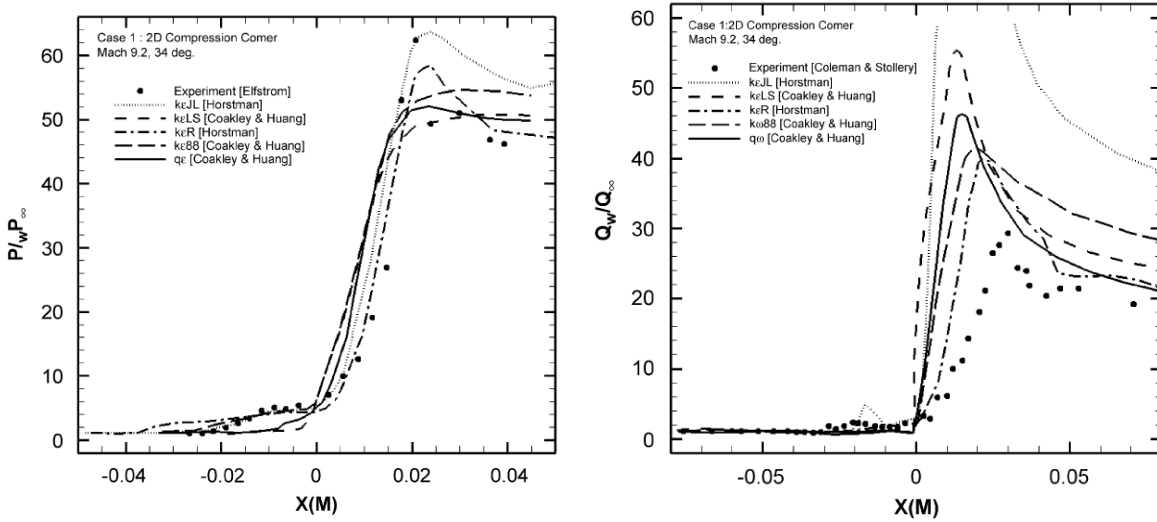 Case 1 : 2D Compression Corner
Mach 9.2, 34 deg.
Experiment [Elfstrom]
kεJL [Horstman]
kεLS [Coakley & Huang]
kεR [Horstman]
kε88 [Coakley & Huang]
qε [Coakley & Huang]
60
50
40
30
20
10
0
P/wP∞
-0.04
-0.02
0
0.02
0.04
X(M)
Case 1:2D Compression Corner
Mach 9.2, 34 deg.
Experiment [Coleman & Stollery]
kεJL [Horstman]
kεLS [Coakley & Huang]
kεR [Horstman]
kω88 [Coakley & Huang]
qω [Coakley & Huang]
60
50
40
30
20
10
0
Qw/Q∞
-0.05
0
0.05
X(M)